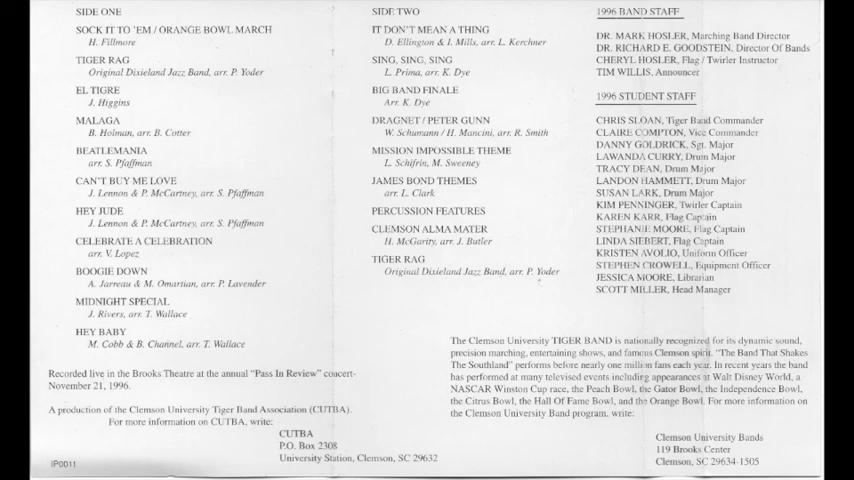 SIDE ONE
SOCK IT TO 'EM / ORANGE BOWL MARCH
H. Fillmore
TIGER RAG
Original Dixieland Jazz Band, arr. P. Yoder
EL TIGRE
J. Higgins
MALAGA
B. Holman, arr. B. Cotter
BEATLEMANIA
arr. S. Pfaffman
CAN'T BUY ME LOVE
J. Lennon & P. McCartney, arr. S. Pfaffman
HEY JUDE
J. Lennon & P. McCartney, arr. S. Pfaffman
CELEBRATE A CELEBRATION
arr. V. Lopez
BOOGIE DOWN
A. Jarreau & M. Omartian, arr. P. Lavender
MIDNIGHT SPECIAL
J. Rivers, arr. T. Wallace
HEY BABY
M. Cobb & B. Channel, arr. T. Wallace
Recorded live in the Brooks Theatre at the annual "Pass In Review" concert-
November 21, 1996.
A production of the Clemson University Tiger Band Association (CUTBA).
For more information on CUTBA, write:
CUTBA
P.O. Box 2308
University Station, Clemson, SC 29632
IP0011
SIDE TWO
IT DON'T MEAN A THING
D. Ellington & I. Mills, arr. L. Kerchner
SING, SING, SING
L. Prima, arr. K. Dye
BIG BAND FINALE
Arr. K. Dye
DRAGNET / PETER GUNN
W. Schumann / H. Mancini, arr. R. Smith
MISSION IMPOSSIBLE THEME
L. Schifrin, M. Sweeney
JAMES BOND THEMES
arr. L. Clark
PERCUSSION FEATURES
CLEMSON ALMA MATER
H. McGarity, arr. J. Butler
TIGER RAG
Original Dixieland Jazz Band, arr. P. Yoder
1996 BAND STAFF
DR. MARK HOSLER, Marching Band Director
DR. RICHARD E. GOODSTEIN, Director Of Bands
CHERYL HOSLER, Flag / Twirler Instructor
TIM WILLIS, Announcer
1996 STUDENT STAFF
CHRIS SLOAN, Tiger Band Commander
CLAIRE COMPTON, Vice Commander
DANNY GOLDRICK, Sgt. Major
LAWANDA CURRY, Drum Major
TRACY DEAN, Drum Major
LANDON HAMMETT, Drum Major
SUSAN LARK, Drum Major
KIM PENNINGER, Twirler Captain
KAREN KARR, Flag Captain
STEPHANIE MOORE, Flag Captain
LINDA SIEBERT, Flag Captain
KRISTEN AVOLIO, Uniform Officer
STEPHEN CROWELL, Equipment Officer
JESSICA MOORE, Librarian
SCOTT MILLER, Head Manager
The Clemson University TIGER BAND is nationally recognized for its dynamic sound,
precision marching, entertaining shows, and famous Clemson spirit. "The Band That Shakes
The Southland" performs before nearly one million fans each year. In recent years the band
has performed at many televised events including appearances at Walt Disney World, a
NASCAR Winston Cup race, the Peach Bowl, the Gator Bowl, the Independence Bowl,
the Citrus Bowl, the Hall Of Fame Bowl, and the Orange Bowl. For more information on
the Clemson University Band program, write:
Clemson University Bands
119 Brooks Center
Clemson, SC 29634-1505